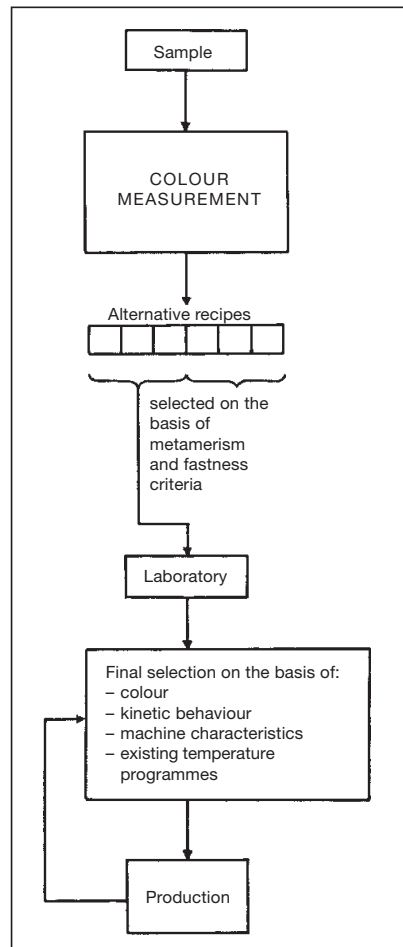 Sample
COLOUR
MEASUREMENT
Alternative recipes
selected on the
basis of
metamerism
and fastness
criteria
Laboratory
Final selection on the basis of:
– colour
– kinetic behaviour
– machine characteristics
– existing temperature
programmes
Production